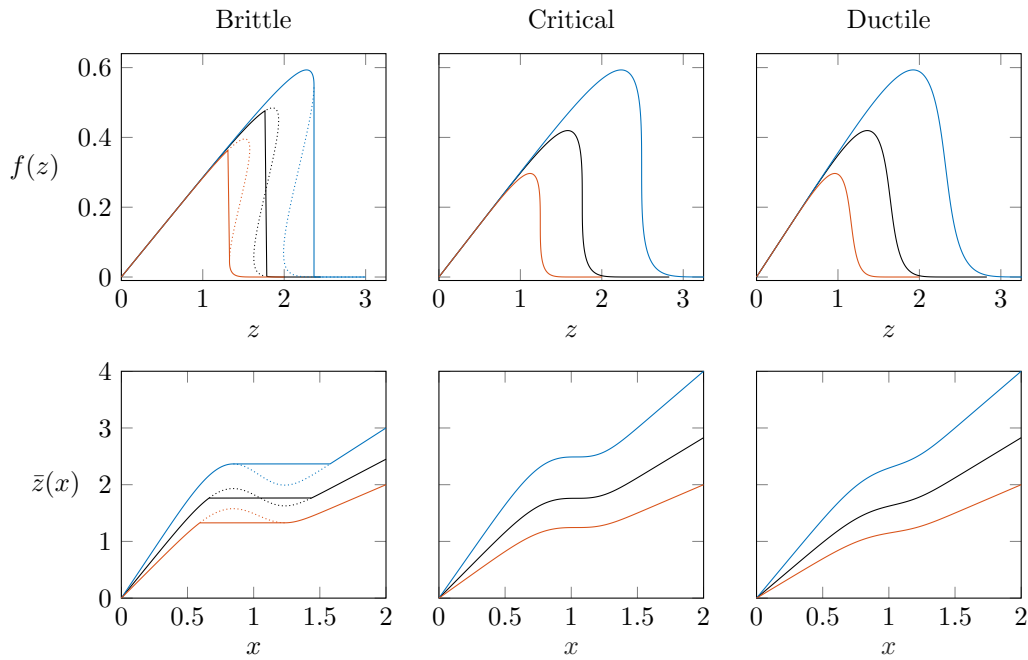 Brittle Critical Ductile
0.6
0.4
f(z)
0.2
0
0 1 2 3 0 1 2 3 0 1 2 3
z z z
4
3
z̄(x)
2
1
0
0 0.5 1 1.5 2 0 0.5 1 1.5 2 0 0.5 1 1.5 2
x x x